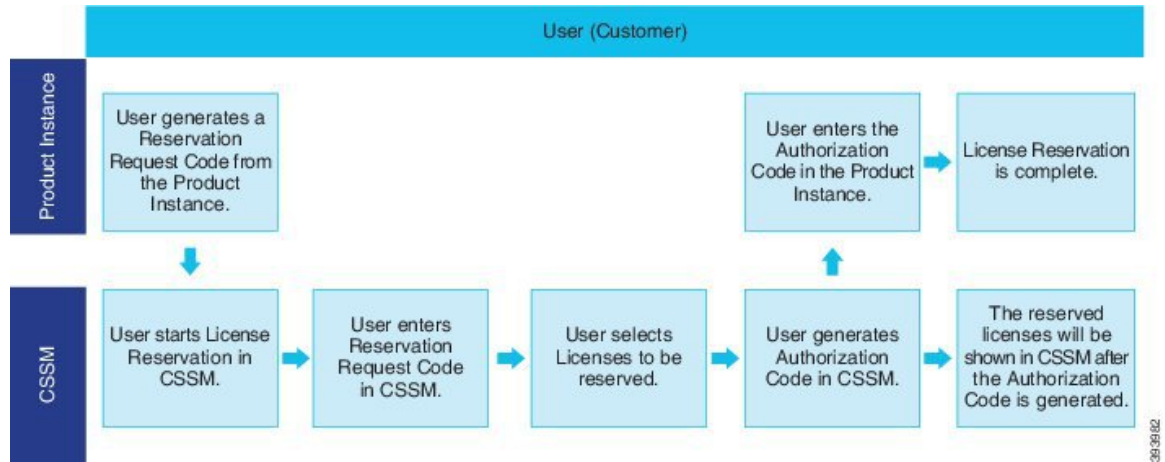 User (Customer)
Product Instance
User generates a
Reservation
Request Code from
the Product
Instance.
User enters the
Authorization
Code in the Product
Instance.
License Reservation
is complete.
CSSM
User starts License
Reservation in
CSSM.
User enters
Reservation
Request Code
in CSSM.
User selects
Licenses to be
reserved.
User generates
Authorization
Code in CSSM.
The reserved
licenses will be
shown in CSSM after
the Authorization
Code is generated.
393982